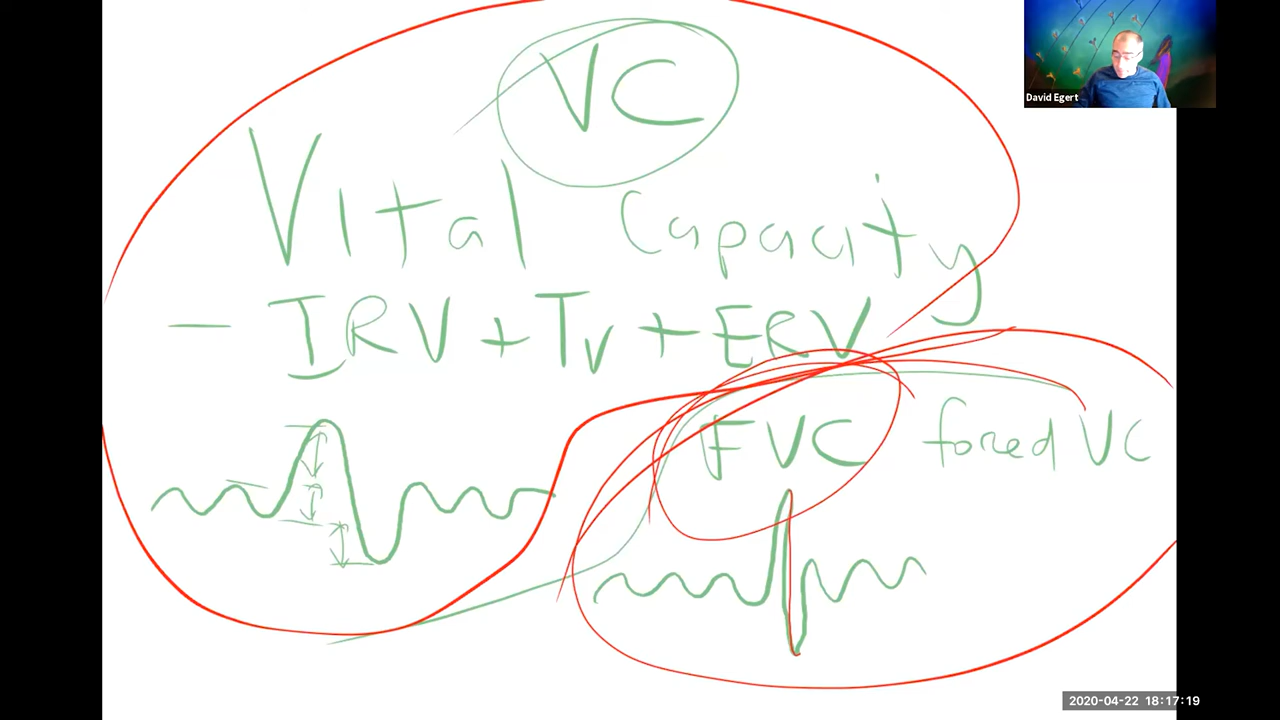 VC
Vital Capacity
- IRV + TV + ERV
FVC forced VC
David Egert
2020-04-22 18:17:19